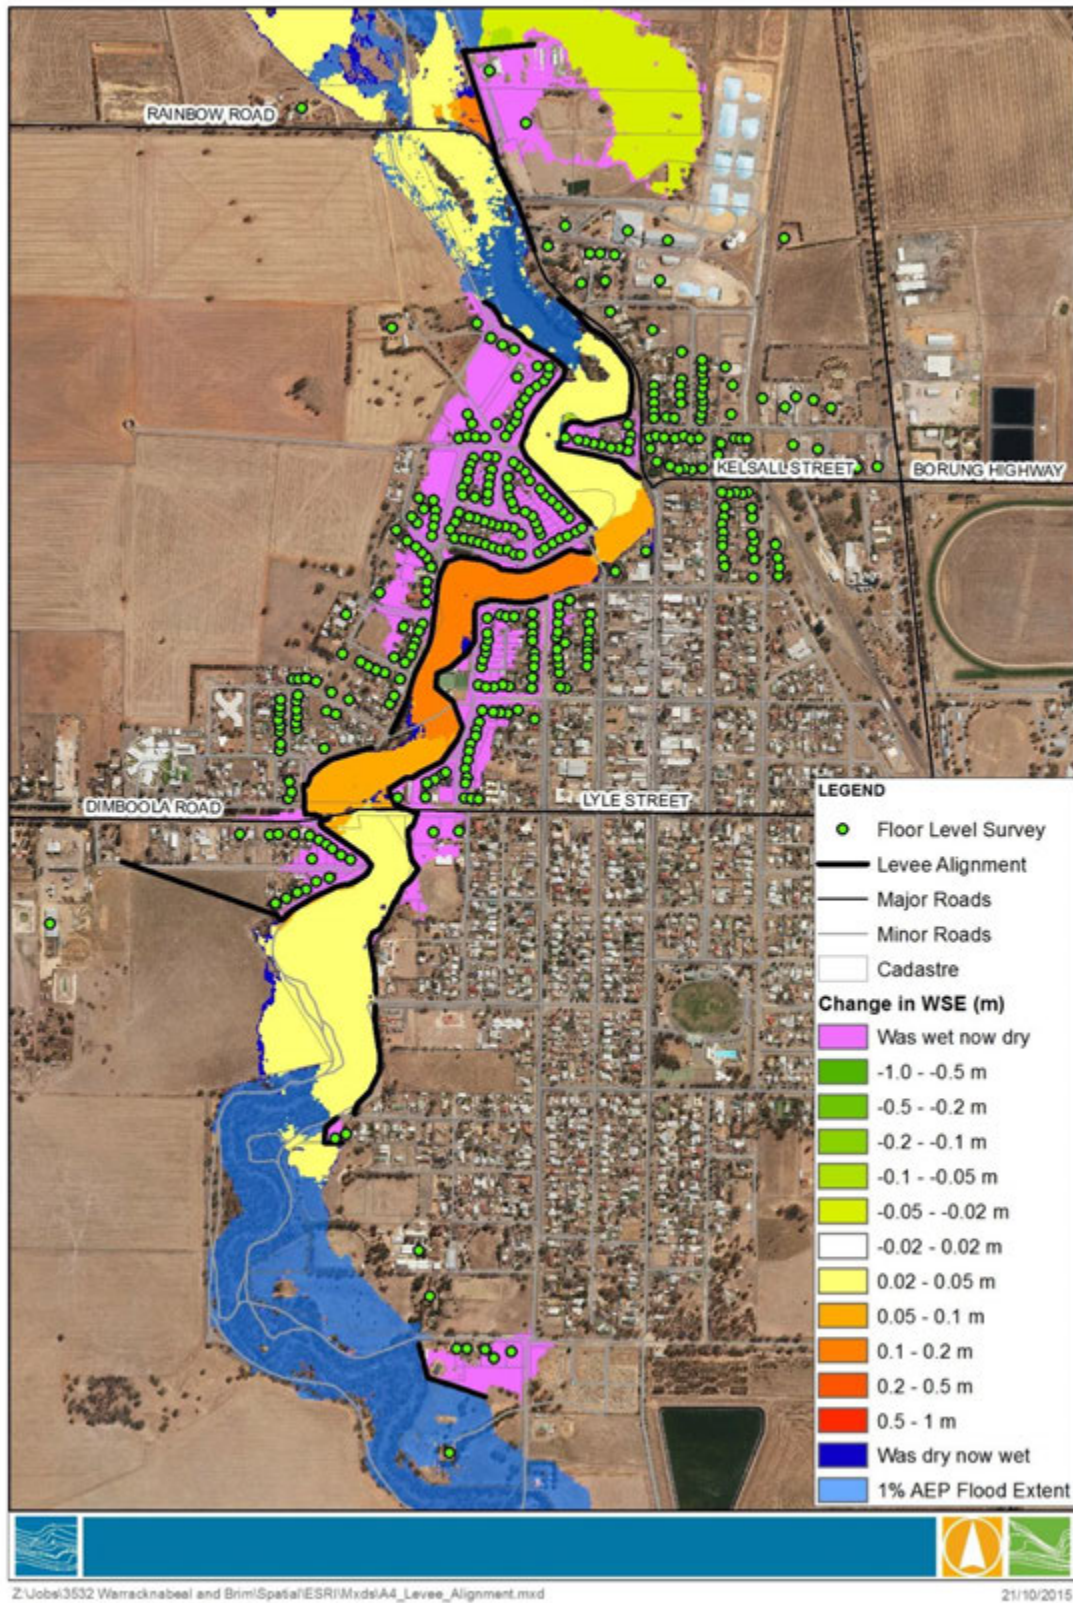 RAINBOW ROAD
KELSALL STREET
BORUNG HIGHWAY
DIMBOOLA ROAD
LYLE STREET
LEGEND
Floor Level Survey
Levee Alignment
Major Roads
Minor Roads
Cadastre
Change in WSE (m)
Was wet now dry
-1.0 - -0.5 m
-0.5 - -0.2 m
-0.2 - -0.1 m
-0.1 - -0.05 m
-0.05 - -0.02 m
-0.02 - 0.02 m
0.02 - 0.05 m
0.05 - 0.1 m
0.1 - 0.2 m
0.2 - 0.5 m
0.5 - 1 m
Was dry now wet
1% AEP Flood Extent
Z:\Jobs\3532 Warracknabeal and Brim\Spatial\ESRI\Mxds\A4_Levee_Alignment.mxd
21/10/2015